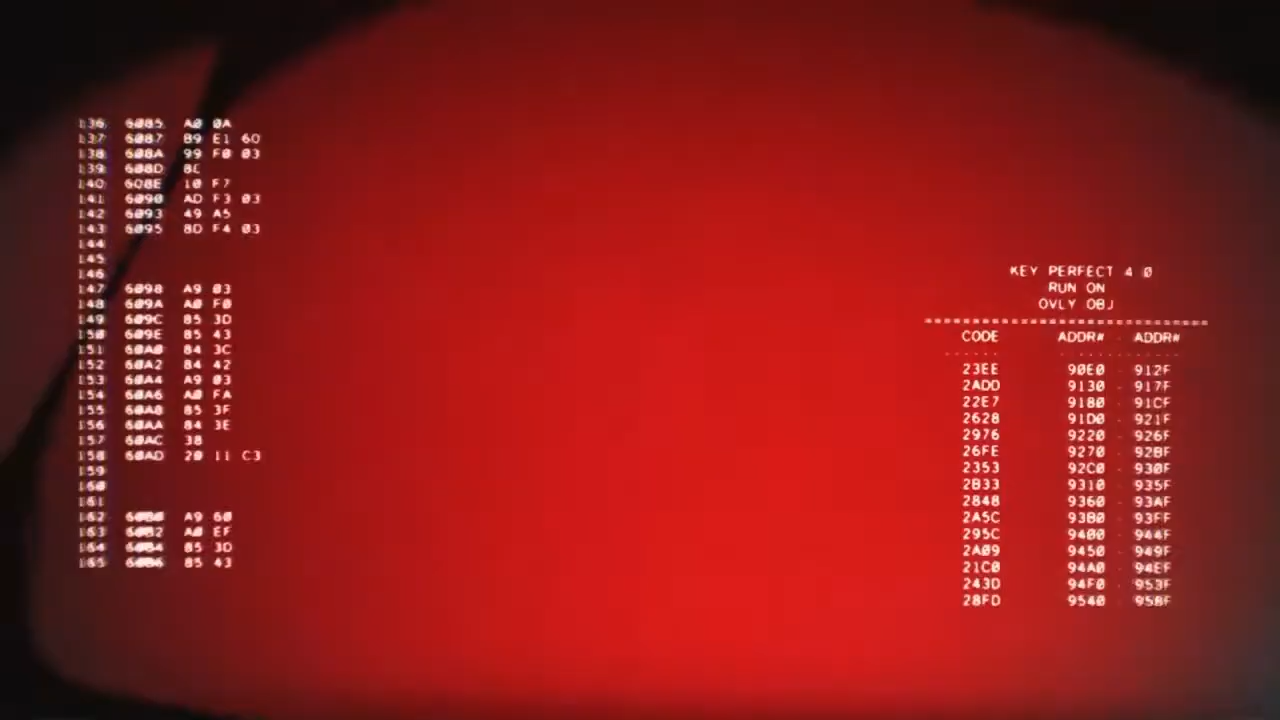 136 6085 A0 0A
137 6087 B9 E1 60
138 608A 99 F0 03
139 608D 8C
140 608E 10 F7
141 6090 AD F3 03
142 6093 49 A5
143 6095 8D F4 03
144
145
146
147 6098 A9 03
148 609A A0 F0
149 609C 85 3D
150 609E 85 43
151 60A0 84 3C
152 60A2 84 42
153 60A4 A9 03
154 60A6 A0 FA
155 60A8 85 3F
156 60AA 84 3E
157 60AC 38
158 60AD 20 11 C3
159
160
161
162 60B0 A9 60
163 60B2 A0 EF
164 60B4 85 3D
165 60B6 85 43
KEY PERFECT 4 0
RUN ON
OVLY OBJ
CODE ADDR# - ADDR#
23EE 90E0 - 912F
2ADD 9130 - 917F
22E7 9180 - 91CF
2628 91D0 - 921F
2976 9220 - 926F
26FE 9270 - 92BF
2353 92C0 - 930F
2B33 9310 - 935F
2848 9360 - 93AF
2A5C 93B0 - 93FF
295C 9400 - 944F
2A09 9450 - 949F
21C0 94A0 - 94EF
243D 94F0 - 953F
28FD 9540 - 958F